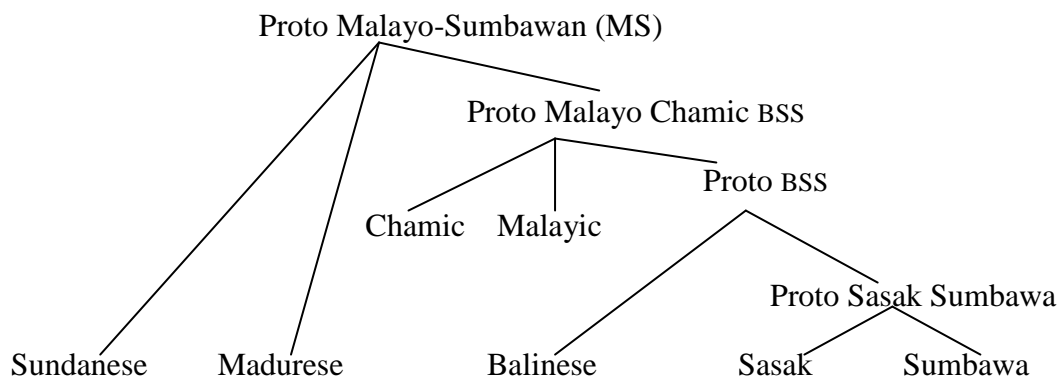 Proto Malayo-Sumbawan (MS)
Proto Malayo Chamic BSS
Proto BSS
Chamic Malayic
Proto Sasak Sumbawa
Sundanese Madurese Balinese Sasak Sumbawa